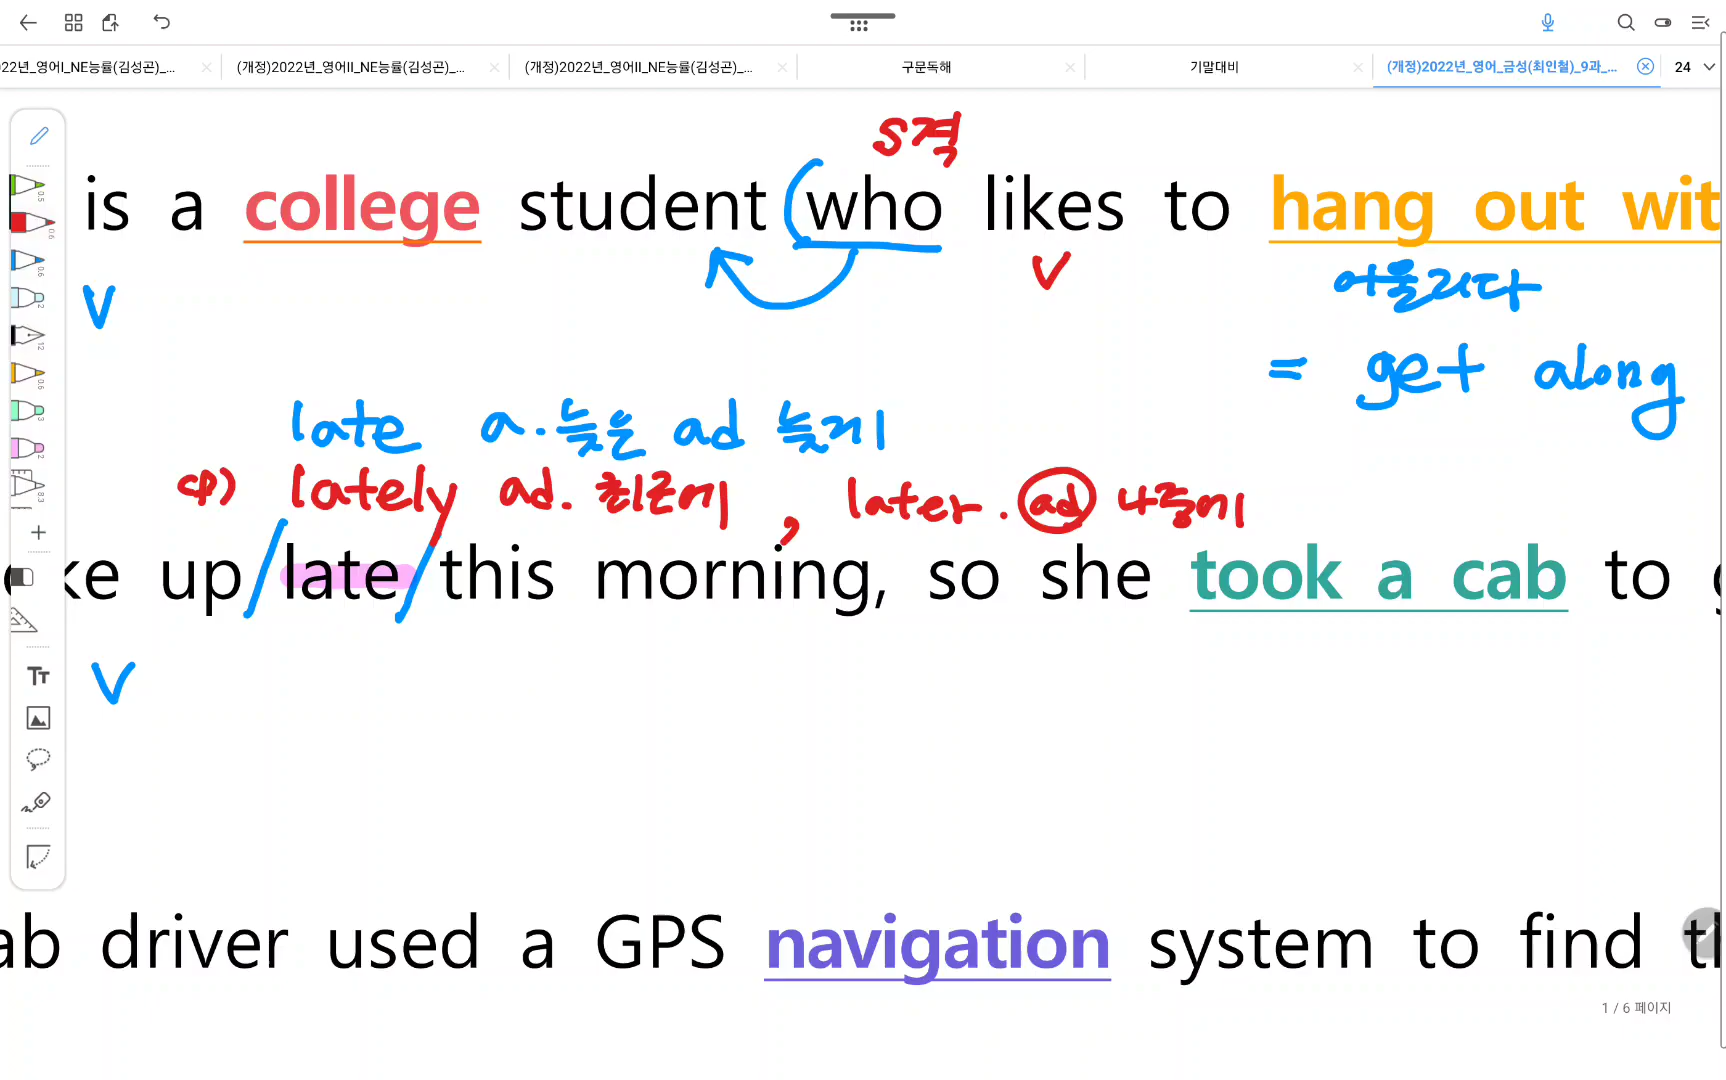 22년_영어I_NE능률(김성곤)_... (개정)2022년_영어II_NE능률(김성곤)_... (개정)2022년_영어II_NE능률(김성곤)_... 구문독해 기말대비 (개정)2022년_영어_금성(최인철)_9과_... 24
S격
is a college student (who likes to hang out wit
V V 어울리다
= get along
late a. 늦은 ad 늦게
cf) lately ad. 최근에, later. ad 나중에
ke up / late / this morning, so she took a cab to g
V
ab driver used a GPS navigation system to find th
1 / 6 페이지